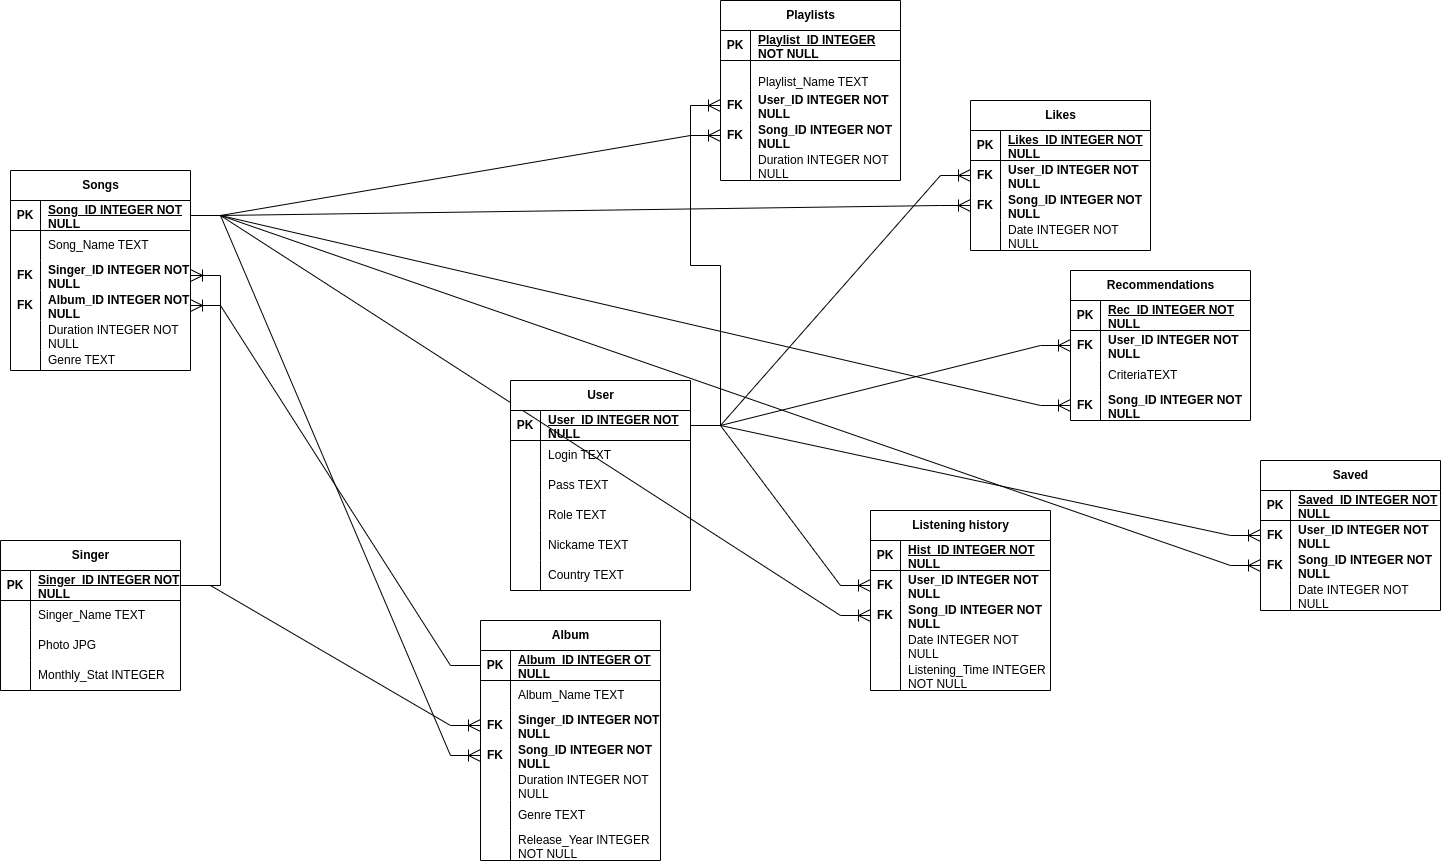 Playlists
PK
Playlist_ID INTEGER
NOT NULL
Playlist_Name TEXT
FK
User_ID INTEGER NOT
NULL
FK
Song_ID INTEGER NOT
NULL
Duration INTEGER NOT
NULL
Likes
PK
Likes_ID INTEGER NOT
NULL
FK
User_ID INTEGER NOT
NULL
FK
Song_ID INTEGER NOT
NULL
Date INTEGER NOT
NULL
Songs
PK
Song_ID INTEGER NOT
NULL
Song_Name TEXT
FK
Singer_ID INTEGER NOT
NULL
FK
Album_ID INTEGER NOT
NULL
Duration INTEGER NOT
NULL
Genre TEXT
Recommendations
PK
Rec_ID INTEGER NOT
NULL
FK
User_ID INTEGER NOT
NULL
CriteriaTEXT
FK
Song_ID INTEGER NOT
NULL
User
PK
User_ID INTEGER NOT
NULL
Login TEXT
Pass TEXT
Role TEXT
Nickame TEXT
Country TEXT
Saved
PK
Saved_ID INTEGER NOT
NULL
FK
User_ID INTEGER NOT
NULL
FK
Song_ID INTEGER NOT
NULL
Date INTEGER NOT
NULL
Listening history
PK
Hist_ID INTEGER NOT
NULL
FK
User_ID INTEGER NOT
NULL
FK
Song_ID INTEGER NOT
NULL
Date INTEGER NOT
NULL
Listening_Time INTEGER
NOT NULL
Singer
PK
Singer_ID INTEGER NOT
NULL
Singer_Name TEXT
Photo JPG
Monthly_Stat INTEGER
Album
PK
Album_ID INTEGER OT
NULL
Album_Name TEXT
FK
Singer_ID INTEGER NOT
NULL
FK
Song_ID INTEGER NOT
NULL
Duration INTEGER NOT
NULL
Genre TEXT
Release_Year INTEGER
NOT NULL